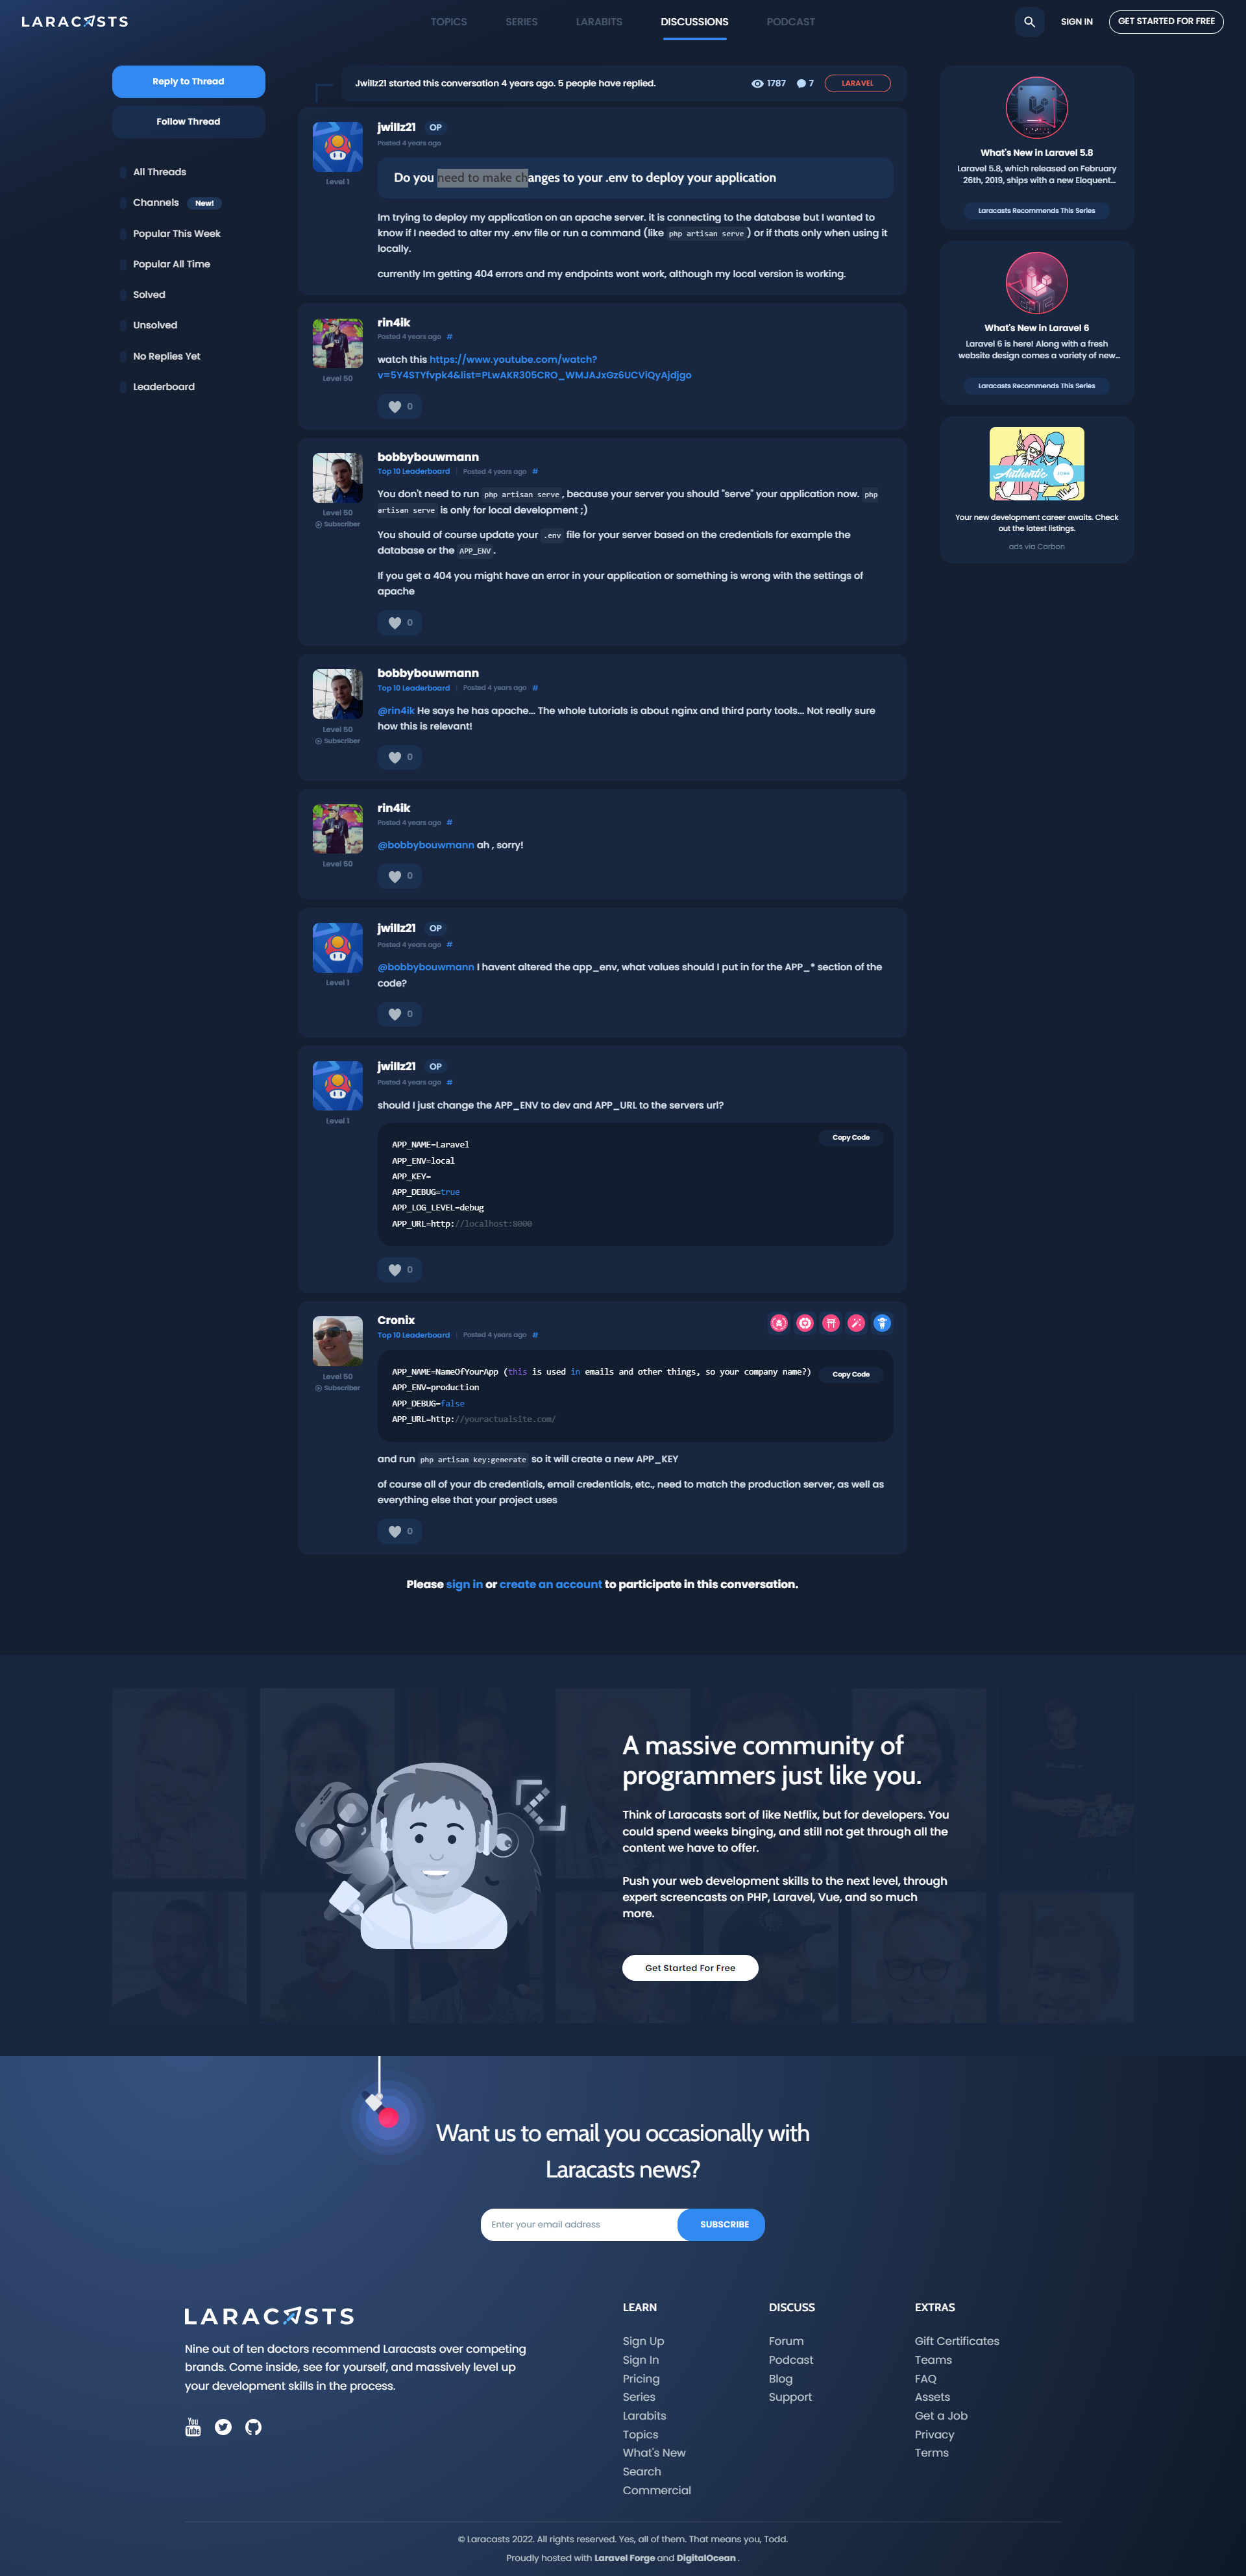 LARACASTS
TOPICS
SERIES
LARABITS
DISCUSSIONS
PODCAST
SIGN IN
GET STARTED FOR FREE
Reply to Thread
Follow Thread
All Threads
Channels New!
Popular This Week
Popular All Time
Solved
Unsolved
No Replies Yet
Leaderboard
Jwillz21 started this conversation 4 years ago. 5 people have replied.
1787
7
LARAVEL
jwillz21 OP
Posted 4 years ago
Level 1
Do you need to make changes to your .env to deploy your application
Im trying to deploy my application on an apache server. it is connecting to the database but I wanted to
know if I needed to alter my .env file or run a command (like php artisan serve ) or if thats only when using it
locally.
currently Im getting 404 errors and my endpoints wont work, although my local version is working.
rin4ik
Posted 4 years ago #
Level 50
watch this https://www.youtube.com/watch?
v=5Y4STYfvpk4&list=PLwAKR305CRO_WMJAJxGz6UCViQyAjdjgo
0
bobbybouwmann
Top 10 Leaderboard | Posted 4 years ago #
Level 50
Subscriber
You don't need to run php artisan serve, because your server you should "serve" your application now. php
artisan serve is only for local development ;)
You should of course update your .env file for your server based on the credentials for example the
database or the APP_ENV.
If you get a 404 you might have an error in your application or something is wrong with the settings of
apache
0
bobbybouwmann
Top 10 Leaderboard | Posted 4 years ago #
Level 50
Subscriber
@rin4ik He says he has apache... The whole tutorials is about nginx and third party tools... Not really sure
how this is relevant!
0
rin4ik
Posted 4 years ago #
Level 50
@bobbybouwmann ah , sorry!
0
jwillz21 OP
Posted 4 years ago #
Level 1
@bobbybouwmann I havent altered the app_env, what values should I put in for the APP_* section of the
code?
0
jwillz21 OP
Posted 4 years ago #
Level 1
should I just change the APP_ENV to dev and APP_URL to the servers url?
Copy Code
APP_NAME=Laravel
APP_ENV=local
APP_KEY=
APP_DEBUG=true
APP_LOG_LEVEL=debug
APP_URL=http://localhost:8000
0
Cronix
Top 10 Leaderboard | Posted 4 years ago #
Level 50
Subscriber
APP_NAME=NameOfYourApp (this is used in emails and other things, so your company name?)
Copy Code
APP_ENV=production
APP_DEBUG=false
APP_URL=http://youractualsite.com/
and run php artisan key:generate so it will create a new APP_KEY
of course all of your db credentials, email credentials, etc., need to match the production server, as well as
everything else that your project uses
0
Please sign in or create an account to participate in this conversation.
What's New in Laravel 5.8
Laravel 5.8, which released on February
26th, 2019, ships with a new Eloquent...
Laracasts Recommends This Series
What's New in Laravel 6
Laravel 6 is here! Along with a fresh
website design comes a variety of new...
Laracasts Recommends This Series
Authentic
JOBS
Your new development career awaits. Check
out the latest listings.
ads via Carbon
A massive community of
programmers just like you.
Think of Laracasts sort of like Netflix, but for developers. You
could spend weeks binging, and still not get through all the
content we have to offer.
Push your web development skills to the next level, through
expert screencasts on PHP, Laravel, Vue, and so much
more.
Get Started For Free
Want us to email you occasionally with
Laracasts news?
Enter your email address
SUBSCRIBE
LARACASTS
Nine out of ten doctors recommend Laracasts over competing
brands. Come inside, see for yourself, and massively level up
your development skills in the process.
You
Tube
LEARN
Sign Up
Sign In
Pricing
Series
Larabits
Topics
What's New
Search
Commercial
DISCUSS
Forum
Podcast
Blog
Support
EXTRAS
Gift Certificates
Teams
FAQ
Assets
Get a Job
Privacy
Terms
© Laracasts 2022. All rights reserved. Yes, all of them. That means you, Todd.
Proudly hosted with Laravel Forge and DigitalOcean .